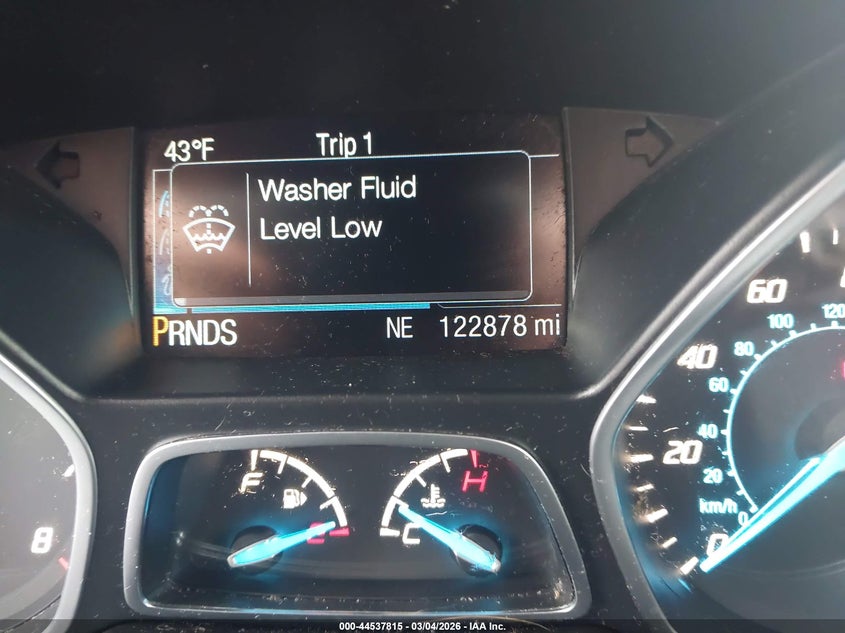 43°F Trip 1
Washer Fluid
Level Low
PRNDS NE 122878 mi
F
E
C
H
8
60
40
20
0
120
100
80
60
40
20
0
km/h
000-44537815 - 03/04/2026 - IAA Inc.